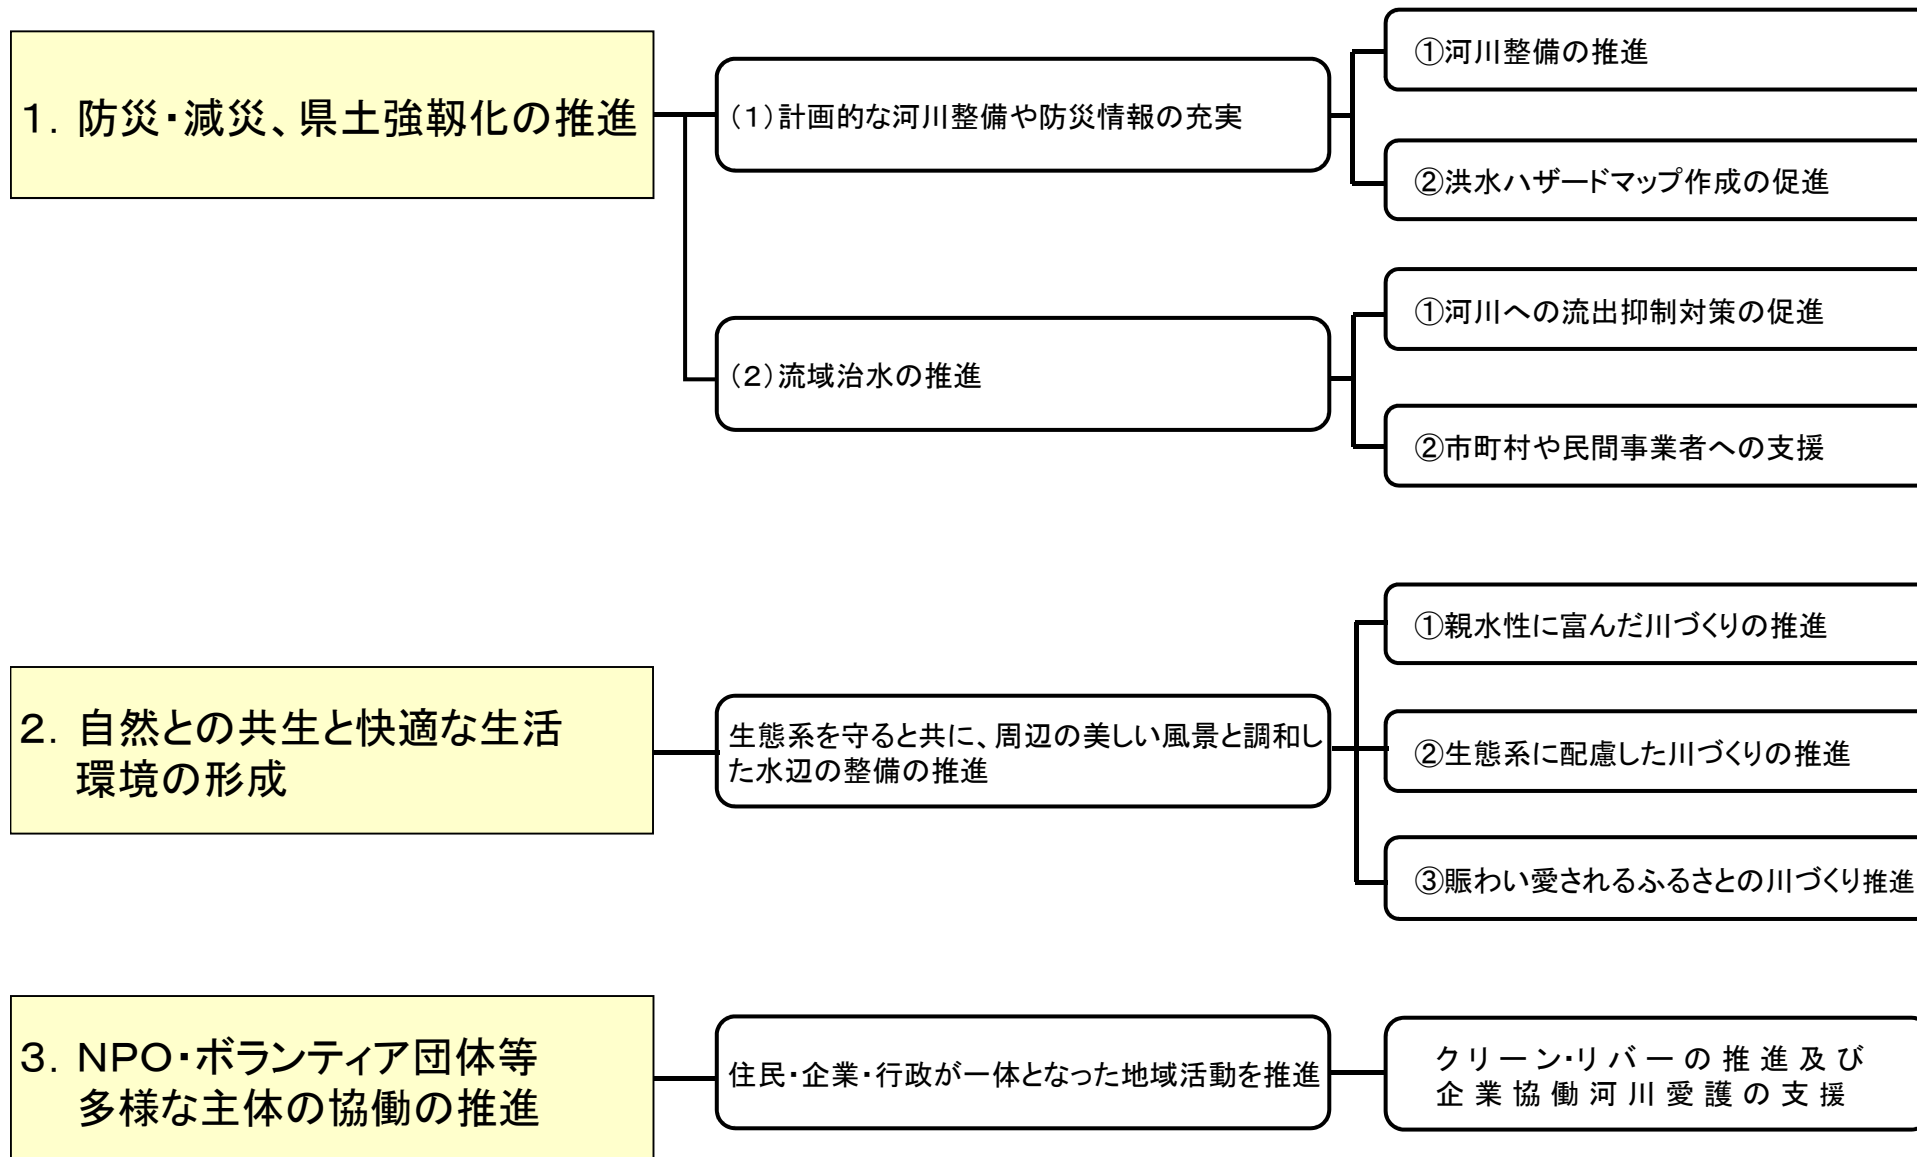 1. 防災・減災、県土強靱化の推進
(1)計画的な河川整備や防災情報の充実
①河川整備の推進
②洪水ハザードマップ作成の促進
(2)流域治水の推進
①河川への流出抑制対策の促進
②市町村や民間事業者への支援
2. 自然との共生と快適な生活
環境の形成
生態系を守ると共に、周辺の美しい風景と調和し
た水辺の整備の推進
①親水性に富んだ川づくりの推進
②生態系に配慮した川づくりの推進
③賑わい愛されるふるさとの川づくり推進
3. NPO・ボランティア団体等
多様な主体の協働の推進
住民・企業・行政が一体となった地域活動を推進
クリーン・リバーの推進及び
企業協働河川愛護の支援